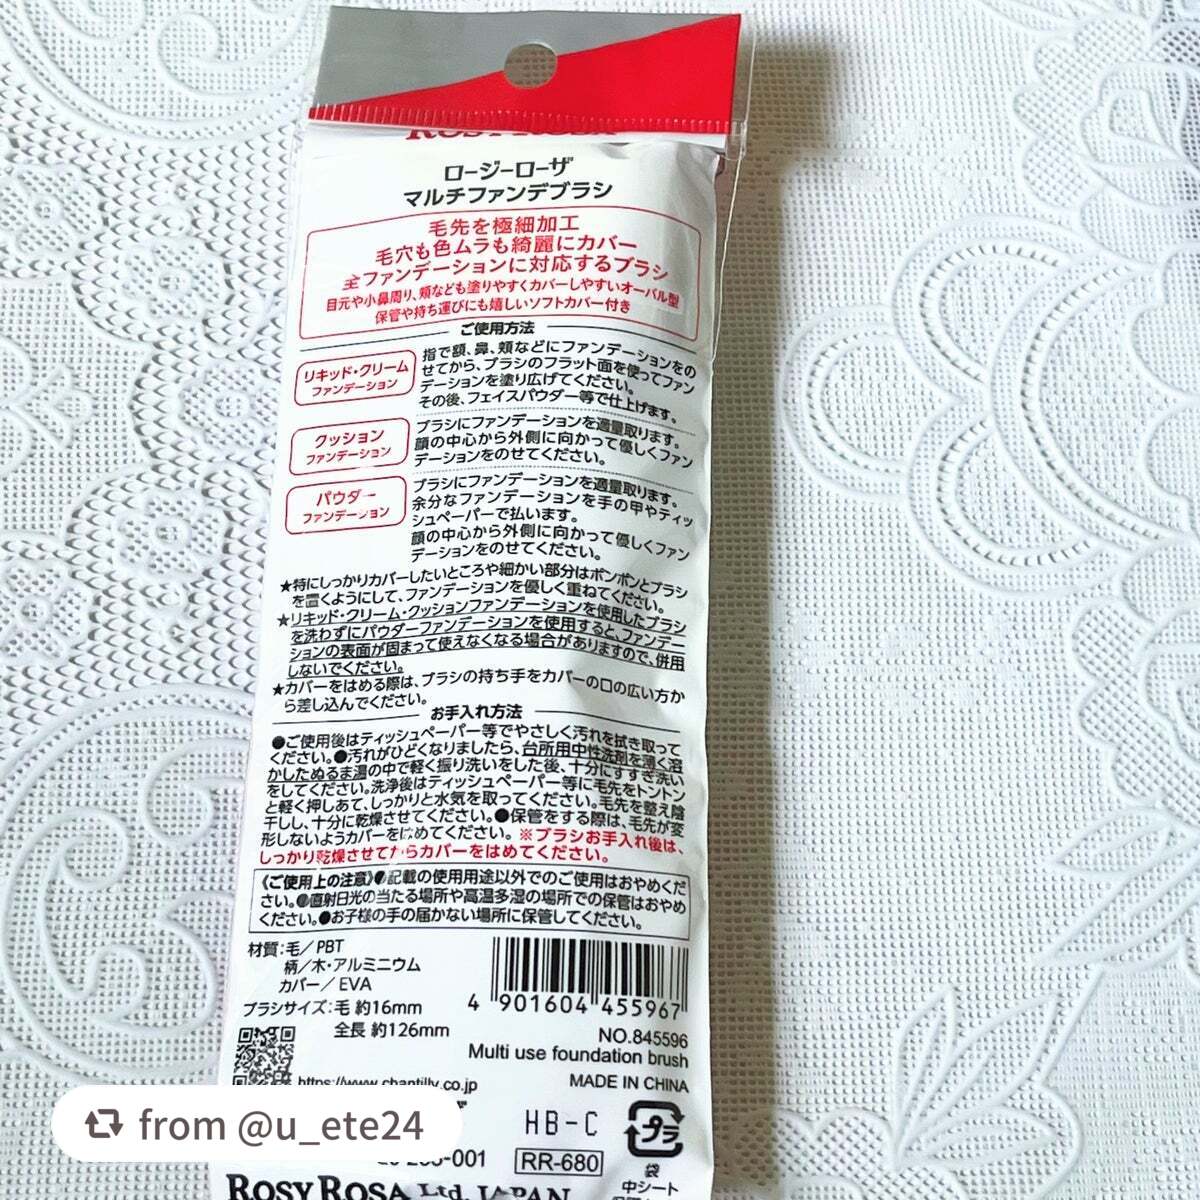 ロージーローザ
マルチファンデブラシ
毛先を極細加工
毛穴も色ムラも綺麗にカバー
全ファンデーションに対応するブラシ
目元や小鼻周り、頬なども塗りやすくカバーしやすいオーバル型
保管や持ち運びにも嬉しいソフトカバー付き
ご使用方法
リキッド・クリーム
ファンデーション
指で額、鼻、頬などにファンデーションをの
せてから、ブラシのフラット面を使ってファン
デーションを塗り広げてください。
その後、フェイスパウダー等で仕上げます。
クッション
ファンデーション
ブラシにファンデーションを適量取ります。
顔の中心から外側に向かって優しくファン
デーションをのせてください。
パウダー
ファンデーション
ブラシにファンデーションを適量取ります。
余分なファンデーションを手の甲やティッ
シュペーパーで払います。
顔の中心から外側に向かって優しくファン
デーションをのせてください。
★特にしっかりカバーしたいところや細かい部分はポンポンとブラシ
を置くようにして、ファンデーションを優しく重ねてください。
★リキッド・クリーム・クッションファンデーションを使用したブラシ
を洗わずにパウダーファンデーションを使用すると、ファンデー
ションの表面が固まって使えなくなる場合がありますので、併用
しないでください。
★カバーをはめる際は、ブラシの持ち手をカバーの口の広い方か
ら差し込んでください。
お手入れ方法
●ご使用後はティッシュペーパー等でやさしく汚れを拭き取って
ください。●汚れがひどくなりましたら、台所用中性洗剤を薄く溶
かしたぬるま湯の中で軽く振り洗いをした後、十分にすすぎ洗い
をしてください。洗浄後はティッシュペーパー等に毛先をトントン
と軽く押しあて、しっかりと水気を取ってください。毛先を整え陰
干しし、十分に乾燥させてください。●保管をする際は、毛先が変
形しないようカバーをはめてください。※ブラシお手入れ後は、
しっかり乾燥させてからカバーをはめてください。
《ご使用上の注意》●記載の使用用途以外でのご使用はおやめくだ
さい。●直射日光の当たる場所や高温多湿の場所での保管はおやめ
ください。●お子様の手の届かない場所に保管してください。
材質:毛/PBT
柄/木・アルミニウム
カバー/EVA
ブラシサイズ:毛 約16mm
全長 約126mm
4 901604 455967
NO.845596
Multi use foundation brush
MADE IN CHINA
https://www.chantilly.co.jp
from @u_ete24
HB-C
プラ
-001
RR-680
袋
中シート
ROSY ROSA Ltd. JAPAN